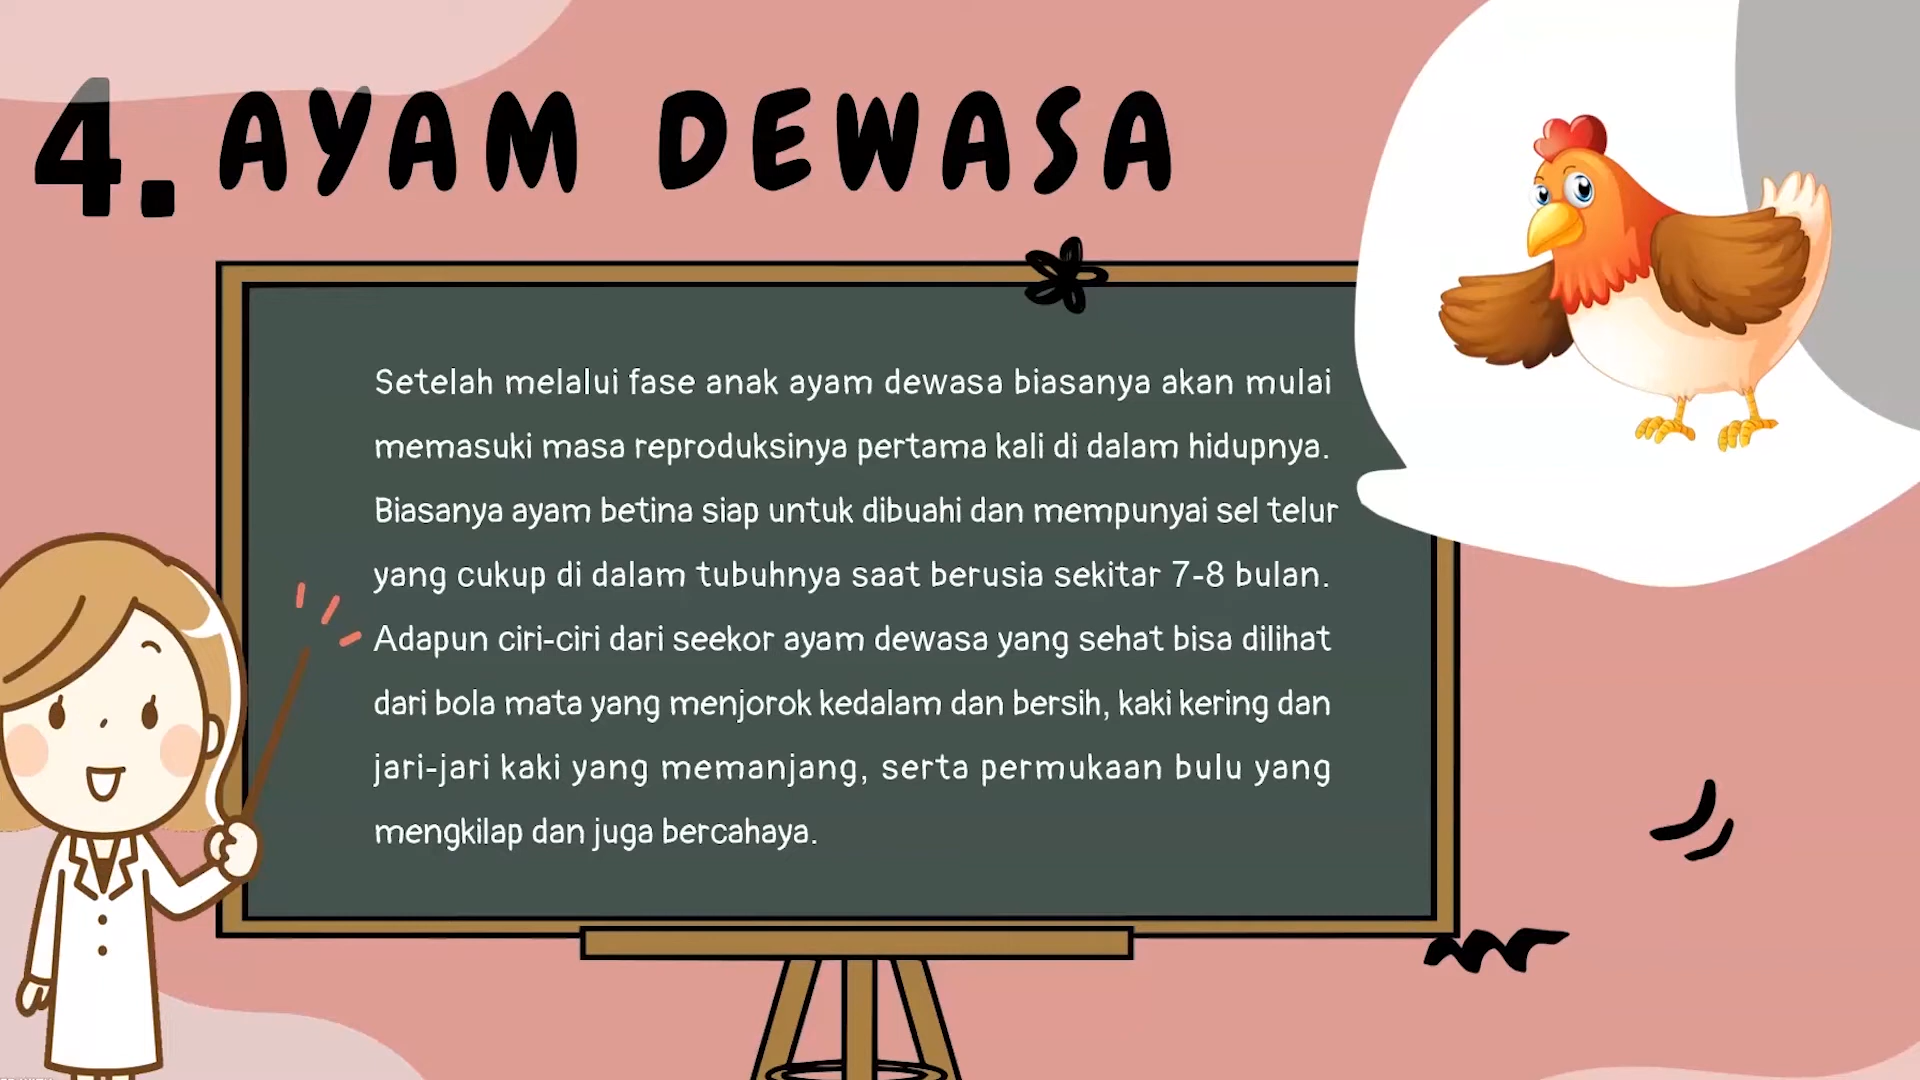 4. AYAM DEWASA
Setelah melalui fase anak ayam dewasa biasanya akan mulai
memasuki masa reproduksinya pertama kali di dalam hidupnya.
Biasanya ayam betina siap untuk dibuahi dan mempunyai sel telur
yang cukup di dalam tubuhnya saat berusia sekitar 7-8 bulan.
Adapun ciri-ciri dari seekor ayam dewasa yang sehat bisa dilihat
dari bola mata yang menjorok kedalam dan bersih, kaki kering dan
jari-jari kaki yang memanjang, serta permukaan bulu yang
mengkilap dan juga bercahaya.